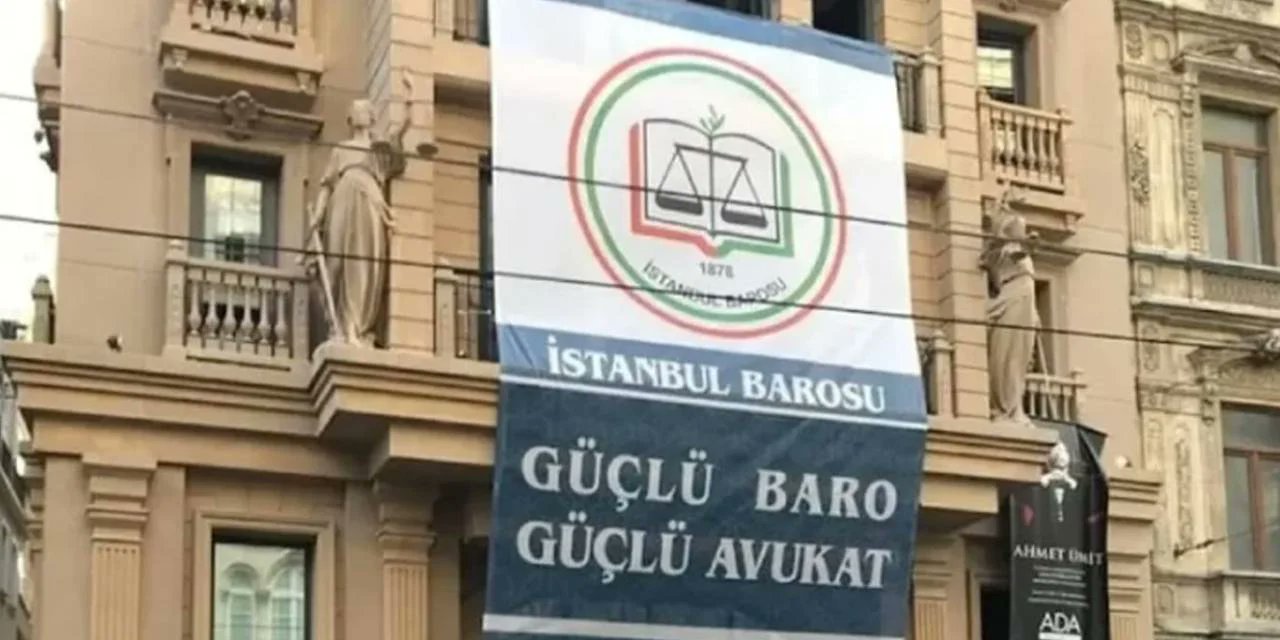 1878
İSTANBUL BAROSU
İSTANBUL BAROSU
GÜÇLÜ BARO
GÜÇLÜ AVUKAT
AHMET ÜMİT
ADA